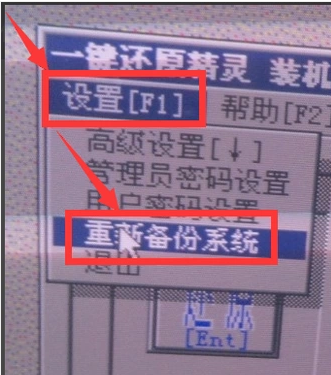 一键还原精灵 装机
设置[F1] 帮助[F2
高级设置[↓]
管理员密码设置
用户密码设置
重新备份系统
退出
[Ent]